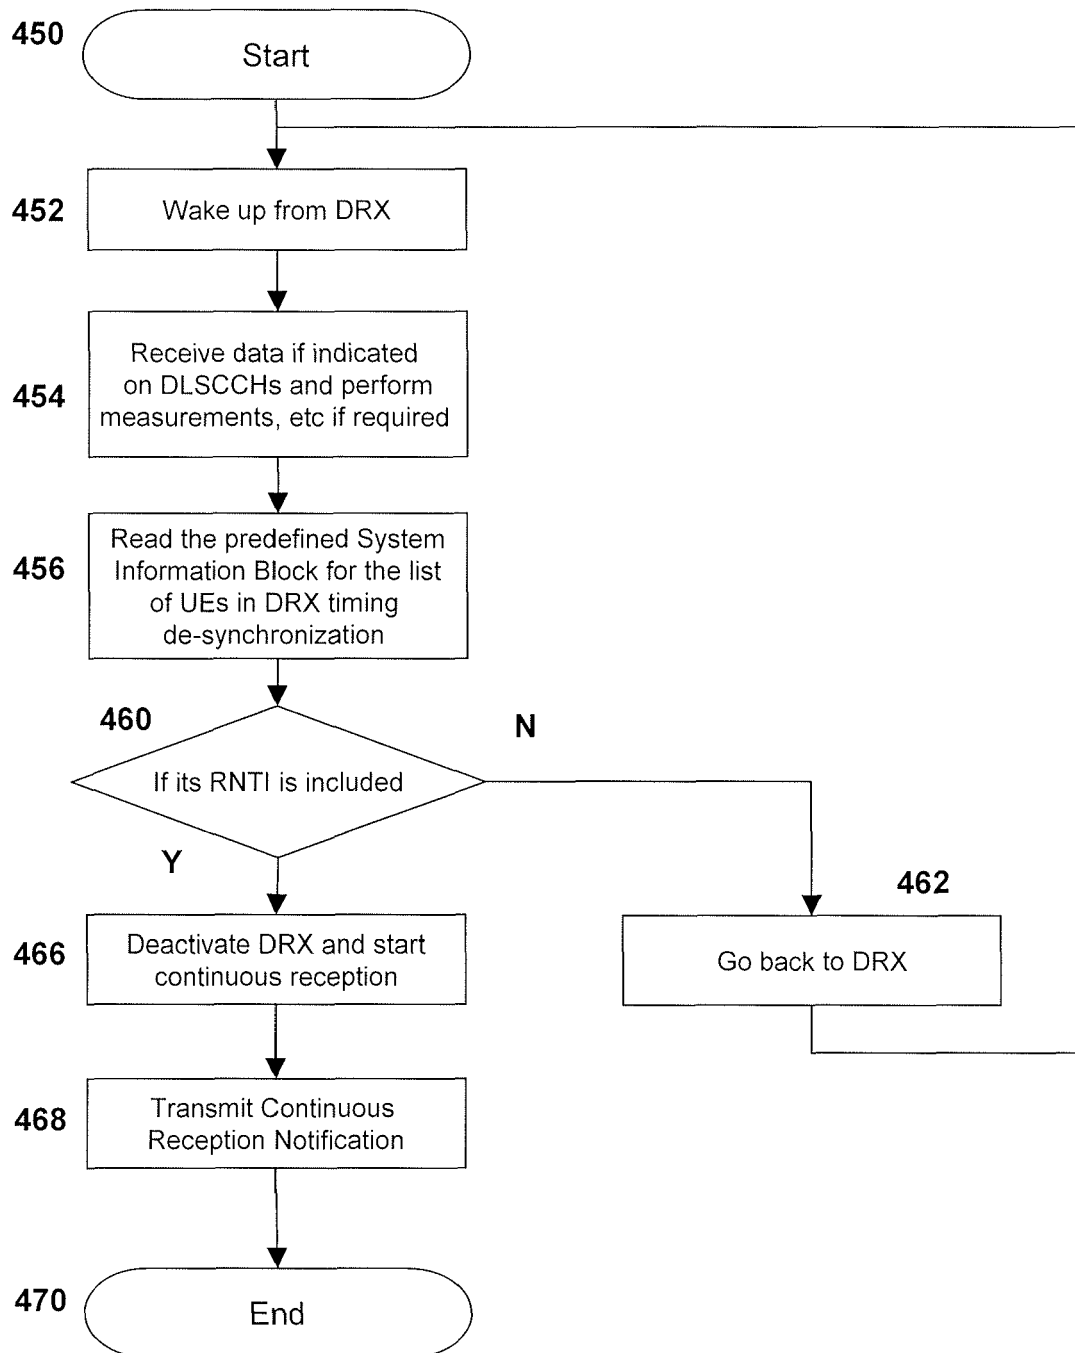 450
Start
452
Wake up from DRX
454
Receive data if indicated
on DLSCCHs and perform
measurements, etc if required
456
Read the predefined System
Information Block for the list
of UEs in DRX timing
de-synchronization
460
N
If its RNTI is included
Y
462
466
Deactivate DRX and start
continuous reception
Go back to DRX
468
Transmit Continuous
Reception Notification
470
End